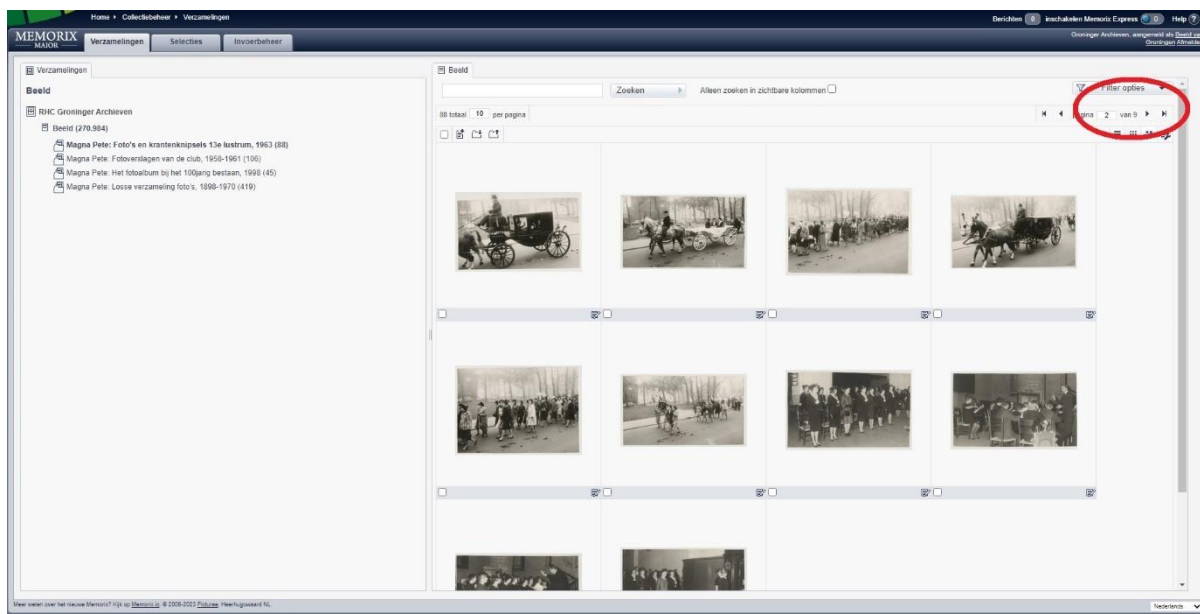 Home ▸ Collectiebeheer ▸ Verzamelingen
Berichten 0 inschakelen Memorix Express 0 Help ?
MEMORIX
MAIOR
Verzamelingen Selecties Invoerbeheer
Groninger Archieven, aangemeld als Beeld
Groningen Afmelden
Verzamelingen
Beeld
RHC Groninger Archieven
Beeld (270.984)
Magna Pete: Foto's en krantenknipsels 13e lustrum, 1963 (88)
Magna Pete: Fotoverslagen van de club, 1958-1961 (106)
Magna Pete: Het fotoalbum bij het 100jarig bestaan, 1998 (45)
Magna Pete: Losse verzameling foto's, 1898-1970 (419)
Beeld
Zoeken Alleen zoeken in zichtbare kolommen Filter opties
88 totaal 10 per pagina
Pagina 2 van 9
Meer weten over het nieuwe Memorix? Kijk op Memorix.io. © 2008-2023 Picturae, Heerhugowaard NL.
Nederlands